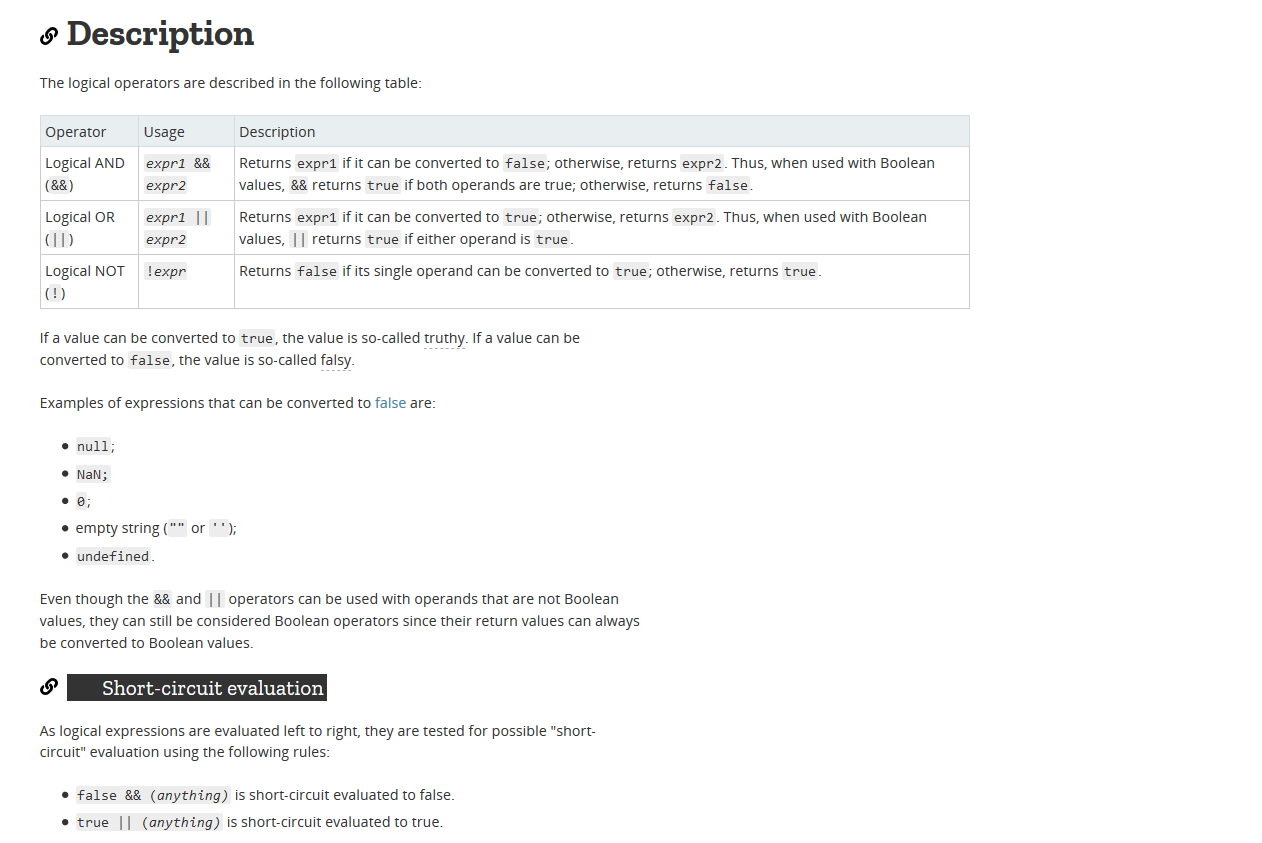 Description
The logical operators are described in the following table:
Operator Usage Description
Logical AND (&&) expr1 && expr2 Returns expr1 if it can be converted to false; otherwise, returns expr2. Thus, when used with Boolean values, && returns true if both operands are true; otherwise, returns false.
Logical OR (||) expr1 || expr2 Returns expr1 if it can be converted to true; otherwise, returns expr2. Thus, when used with Boolean values, || returns true if either operand is true.
Logical NOT (!) !expr Returns false if its single operand can be converted to true; otherwise, returns true.
If a value can be converted to true, the value is so-called truthy. If a value can be
converted to false, the value is so-called falsy.
Examples of expressions that can be converted to false are:
• null;
• NaN;
• 0;
• empty string ("" or '');
• undefined.
Even though the && and || operators can be used with operands that are not Boolean
values, they can still be considered Boolean operators since their return values can always
be converted to Boolean values.
Short-circuit evaluation
As logical expressions are evaluated left to right, they are tested for possible "short-
circuit" evaluation using the following rules:
• false && (anything) is short-circuit evaluated to false.
• true || (anything) is short-circuit evaluated to true.